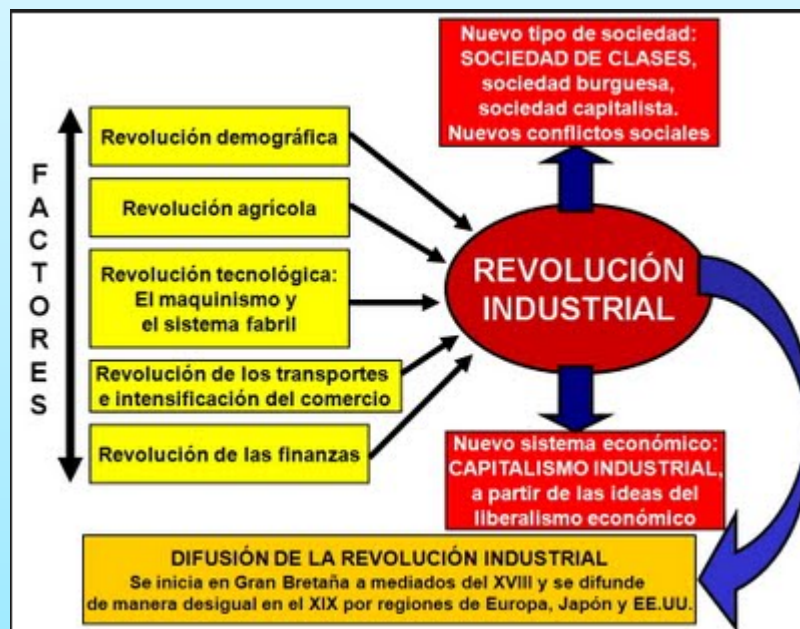 FACTORES
Revolución demográfica
Revolución agrícola
Revolución tecnológica:
El maquinismo y
el sistema fabril
Revolución de los transportes
e intensificación del comercio
Revolución de las finanzas
REVOLUCIÓN
INDUSTRIAL
Nuevo tipo de sociedad:
SOCIEDAD DE CLASES,
sociedad burguesa,
sociedad capitalista.
Nuevos conflictos sociales
Nuevo sistema económico:
CAPITALISMO INDUSTRIAL,
a partir de las ideas del
liberalismo económico
DIFUSIÓN DE LA REVOLUCIÓN INDUSTRIAL
Se inicia en Gran Bretaña a mediados del XVIII y se difunde
de manera desigual en el XIX por regiones de Europa, Japón y EE.UU.